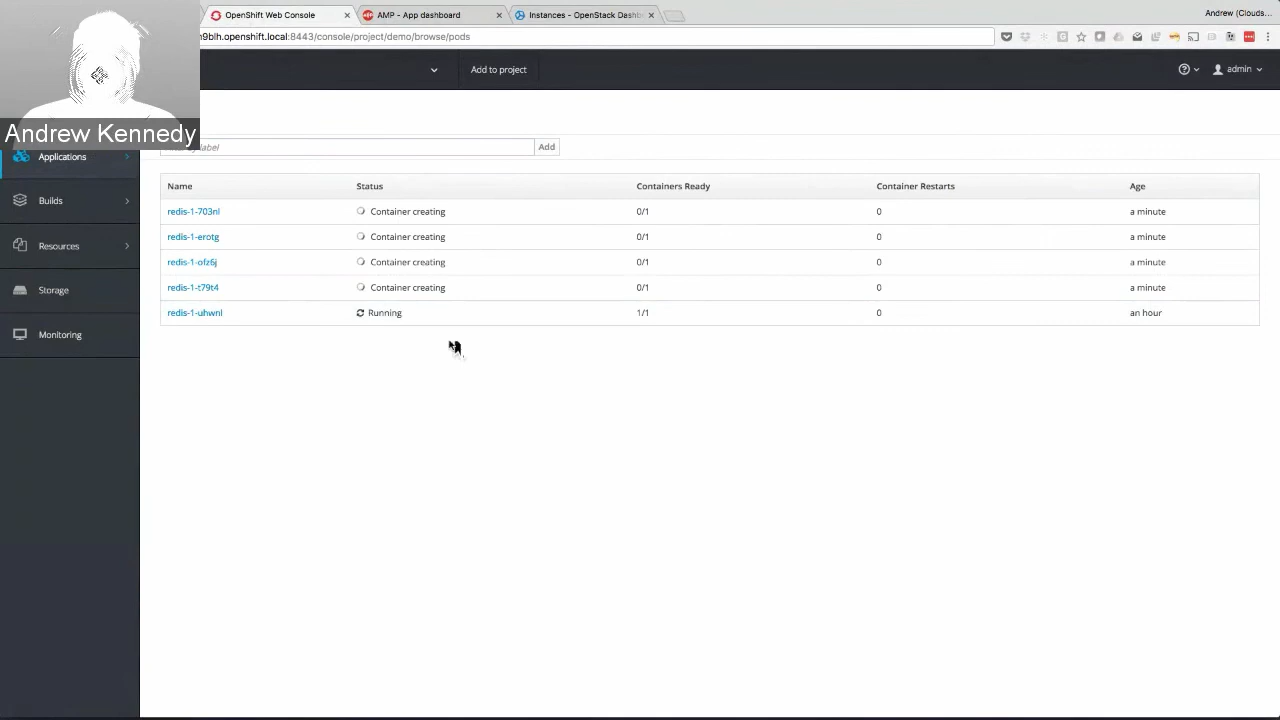 OpenShift Web Console
AMP - App dashboard
Instances - OpenStack Dashb
Andrew (Clouds...
n9blh.openshift.local:8443/console/project/demo/browse/pods
Add to project
admin
Andrew Kennedy
label
Add
Applications
Builds
Resources
Storage
Monitoring
Name Status Containers Ready Container Restarts Age
redis-1-703nl Container creating 0/1 0 a minute
redis-1-erotg Container creating 0/1 0 a minute
redis-1-ofz6j Container creating 0/1 0 a minute
redis-1-t79t4 Container creating 0/1 0 a minute
redis-1-uhwnl Running 1/1 0 an hour